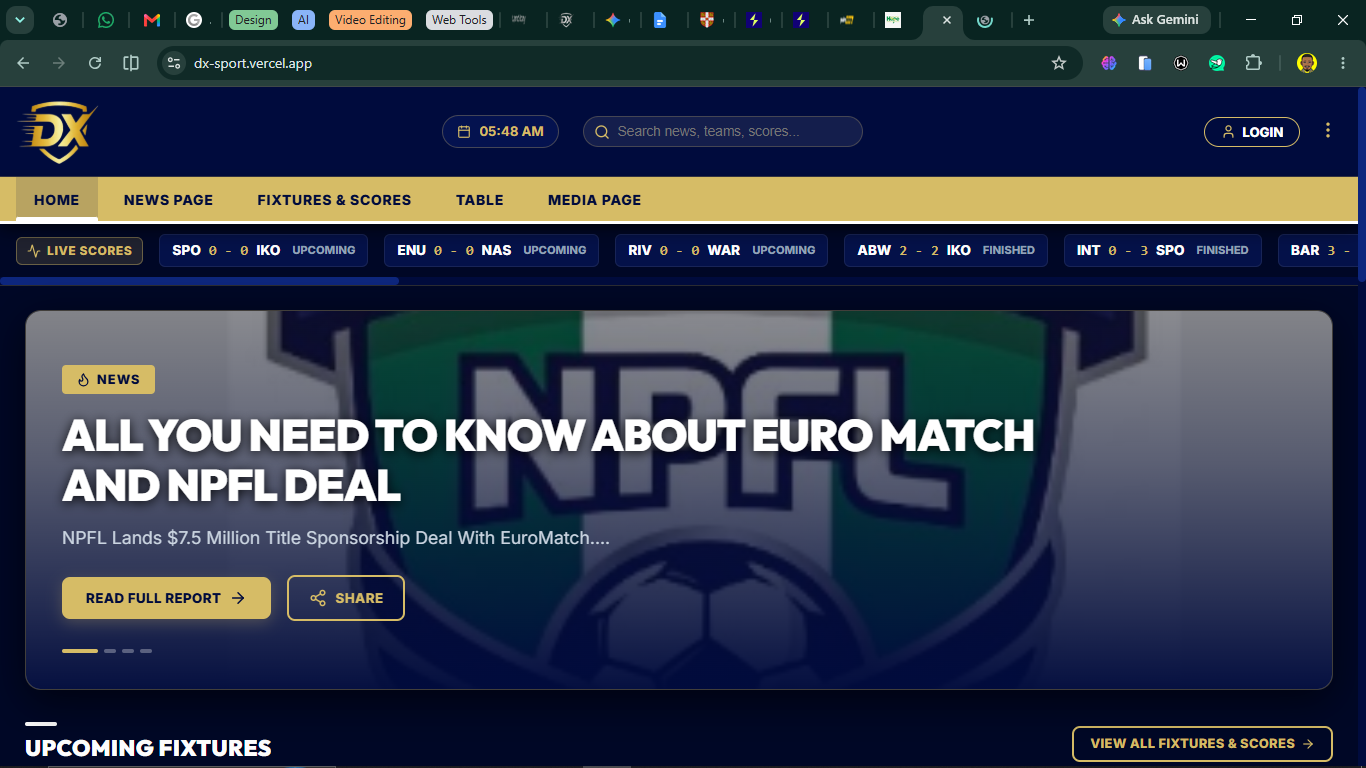 Design
AI
Video Editing
Web Tools
Ask Gemini
dx-sport.vercel.app
DX
05:48 AM
Search news, teams, scores...
LOGIN
HOME
NEWS PAGE
FIXTURES & SCORES
TABLE
MEDIA PAGE
LIVE SCORES
SPO 0 - 0 IKO UPCOMING
ENU 0 - 0 NAS UPCOMING
RIV 0 - 0 WAR UPCOMING
ABW 2 - 2 IKO FINISHED
INT 0 - 3 SPO FINISHED
BAR 3 -
NPFL
NEWS
ALL YOU NEED TO KNOW ABOUT EURO MATCH
AND NPFL DEAL
NPFL Lands $7.5 Million Title Sponsorship Deal With EuroMatch....
READ FULL REPORT
SHARE
UPCOMING FIXTURES
VIEW ALL FIXTURES & SCORES